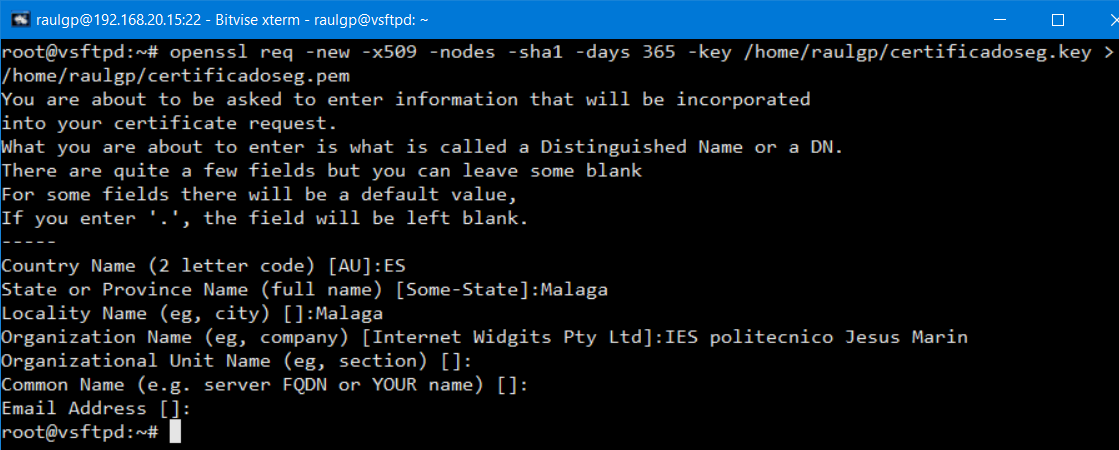 raulgp@192.168.20.15:22 - Bitvise xterm - raulgp@vsftpd: ~
root@vsftpd:~# openssl req -new -x509 -nodes -sha1 -days 365 -key /home/raulgp/certificadoseg.key >
/home/raulgp/certificadoseg.pem
You are about to be asked to enter information that will be incorporated
into your certificate request.
What you are about to enter is what is called a Distinguished Name or a DN.
There are quite a few fields but you can leave some blank
For some fields there will be a default value,
If you enter '.', the field will be left blank.
-----
Country Name (2 letter code) [AU]:ES
State or Province Name (full name) [Some-State]:Malaga
Locality Name (eg, city) []:Malaga
Organization Name (eg, company) [Internet Widgits Pty Ltd]:IES politecnico Jesus Marin
Organizational Unit Name (eg, section) []:
Common Name (e.g. server FQDN or YOUR name) []:
Email Address []:
root@vsftpd:~#